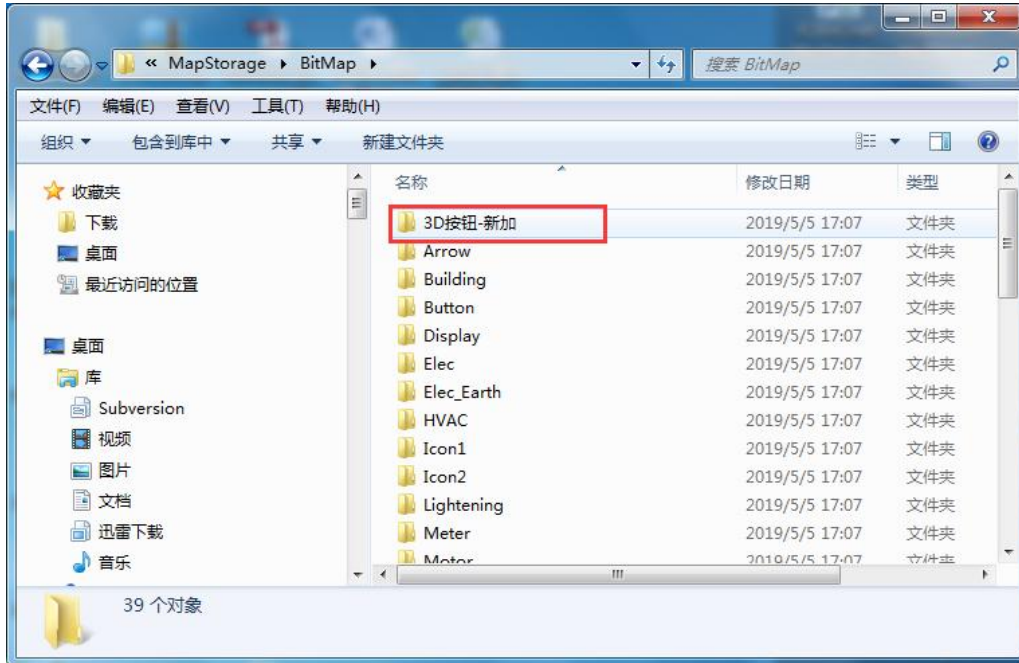 « MapStorage ▸ BitMap ▸
搜索 BitMap
文件(F) 编辑(E) 查看(V) 工具(T) 帮助(H)
组织 包含到库中 共享 新建文件夹
收藏夹
下载
桌面
最近访问的位置
桌面
库
Subversion
视频
图片
文档
迅雷下载
音乐
名称 修改日期 类型
3D按钮-新加 2019/5/5 17:07 文件夹
Arrow 2019/5/5 17:07 文件夹
Building 2019/5/5 17:07 文件夹
Button 2019/5/5 17:07 文件夹
Display 2019/5/5 17:07 文件夹
Elec 2019/5/5 17:07 文件夹
Elec_Earth 2019/5/5 17:07 文件夹
HVAC 2019/5/5 17:07 文件夹
Icon1 2019/5/5 17:07 文件夹
Icon2 2019/5/5 17:07 文件夹
Lightening 2019/5/5 17:07 文件夹
Meter 2019/5/5 17:07 文件夹
Motor 2019/5/5 17:07 文件夹
39 个对象